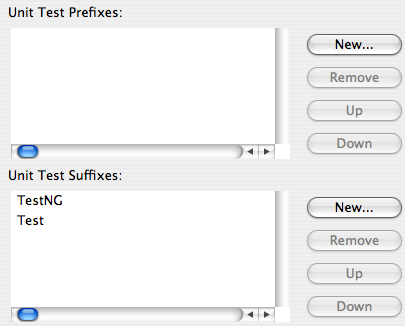 Unit Test Prefixes:
New...
Remove
Up
Down
Unit Test Suffixes:
TestNG
Test
New...
Remove
Up
Down